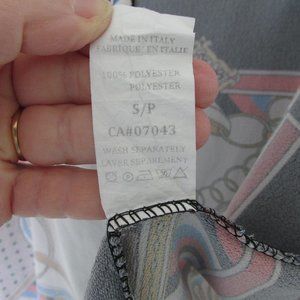 MADE IN ITALY
FABRIQUE EN ITALIE
100% POLYESTER
POLYESTER
S/P
CA#07043
WASH SEPARATELY
LAVER SEPAREMENT